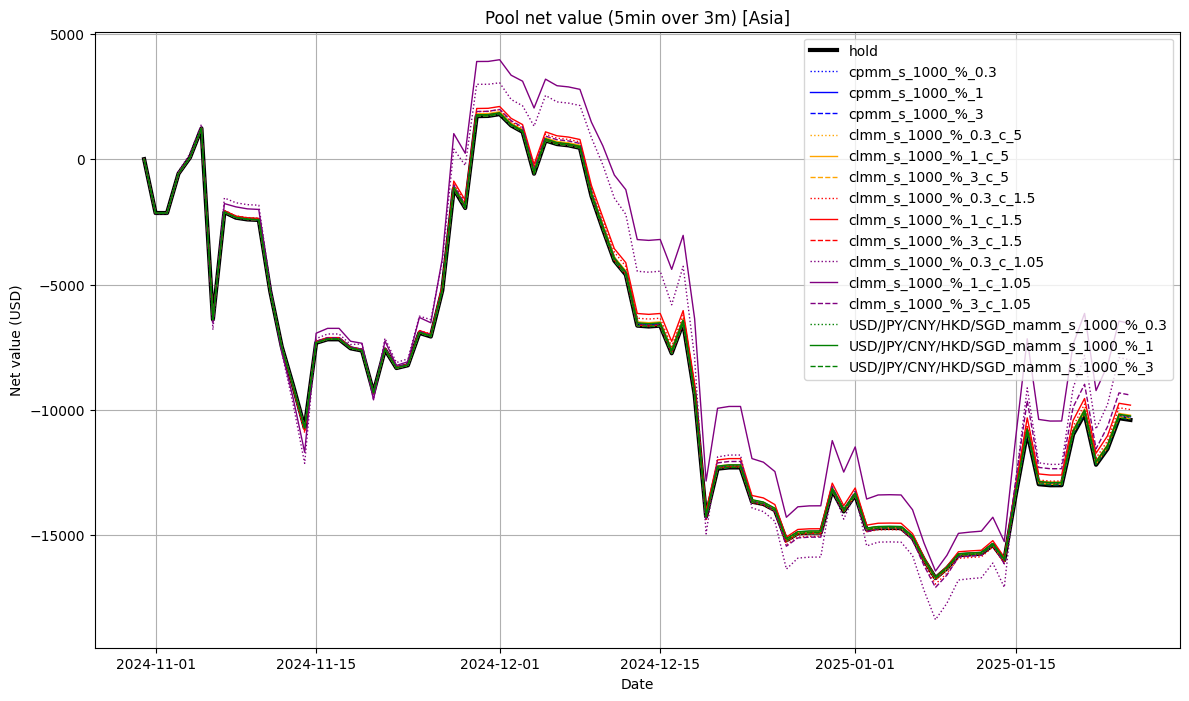 Pool net value (5min over 3m) [Asia]
Net value (USD)
5000
0
−5000
−10000
−15000
hold
cpmm_s_1000_%_0.3
cpmm_s_1000_%_1
cpmm_s_1000_%_3
clmm_s_1000_%_0.3_c_5
clmm_s_1000_%_1_c_5
clmm_s_1000_%_3_c_5
clmm_s_1000_%_0.3_c_1.5
clmm_s_1000_%_1_c_1.5
clmm_s_1000_%_3_c_1.5
clmm_s_1000_%_0.3_c_1.05
clmm_s_1000_%_1_c_1.05
clmm_s_1000_%_3_c_1.05
USD/JPY/CNY/HKD/SGD_mamm_s_1000_%_0.3
USD/JPY/CNY/HKD/SGD_mamm_s_1000_%_1
USD/JPY/CNY/HKD/SGD_mamm_s_1000_%_3
2024-11-01
2024-11-15
2024-12-01
2024-12-15
2025-01-01
2025-01-15
Date